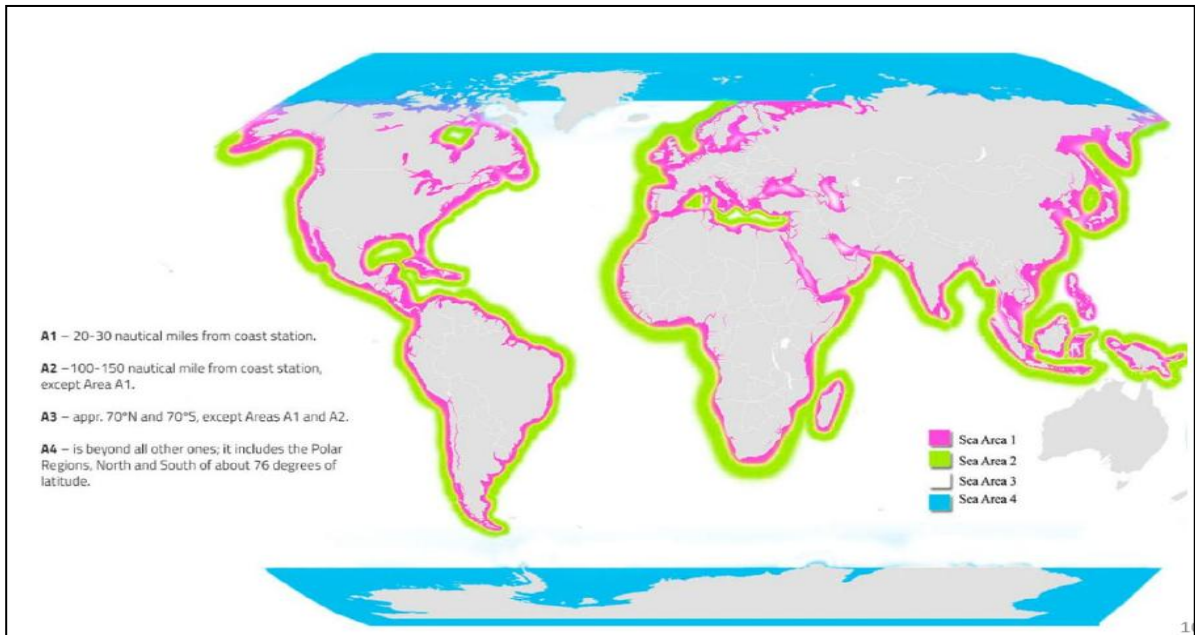 A1 – 20-30 nautical miles from coast station.
A2 –100-150 nautical mile from coast station,
except Area A1.
A3 – appr. 70°N and 70°S, except Areas A1 and A2.
A4 – is beyond all other ones; it includes the Polar
Regions, North and South of about 76 degrees of
latitude.
Sea Area 1
Sea Area 2
Sea Area 3
Sea Area 4